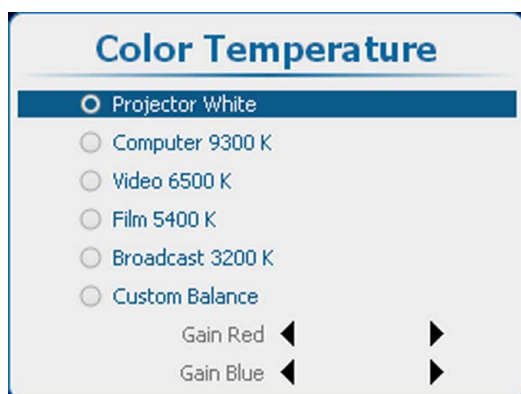 Color Temperature
Projector White
Computer 9300 K
Video 6500 K
Film 5400 K
Broadcast 3200 K
Custom Balance
Gain Red
Gain Blue